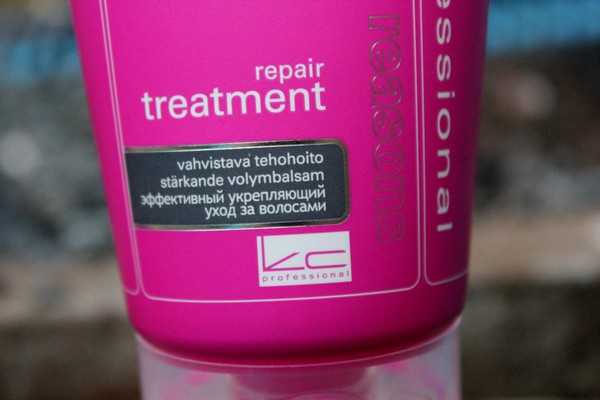 repair
treatment
vahvistava tehohoito
stärkande volymbalsam
эффективный укрепляющий
уход за волосами
KC
professional
reasons
essional